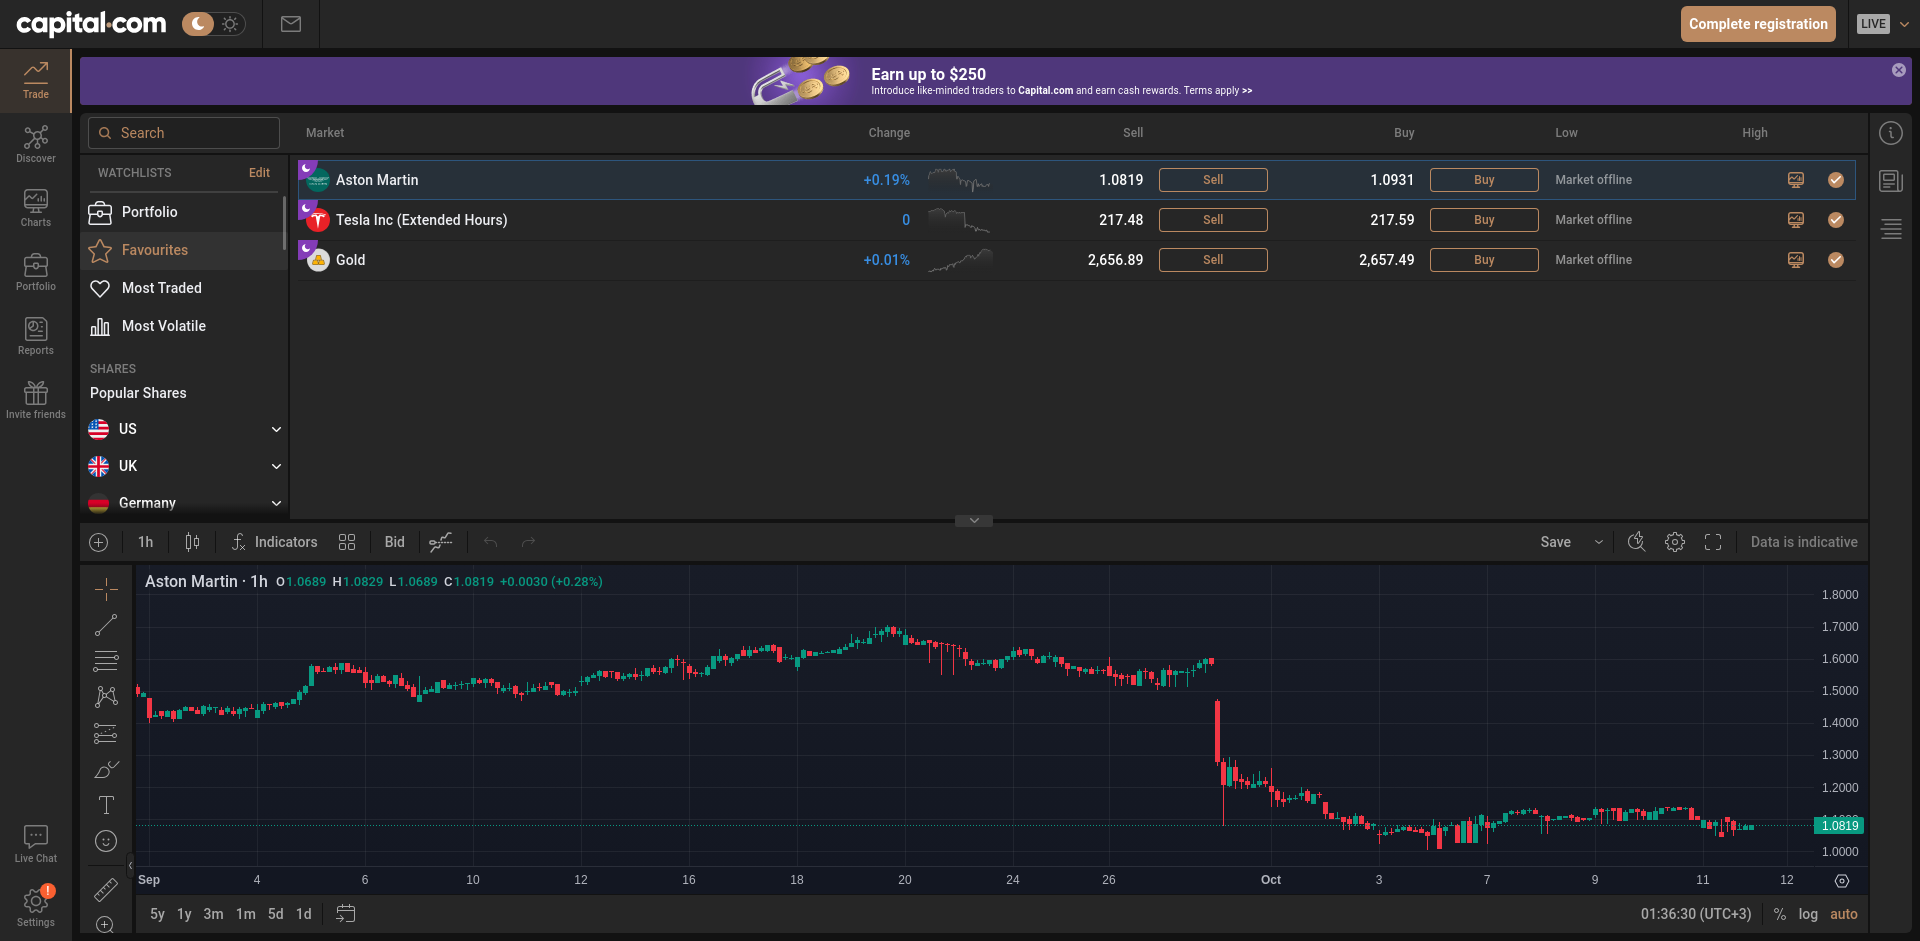 capital.com
Complete registration
LIVE
Trade
Discover
Charts
Portfolio
Reports
Invite friends
Live Chat
!
Settings
Earn up to $250
Introduce like-minded traders to Capital.com and earn cash rewards. Terms apply >>
Search
Market Change Sell Buy Low High
WATCHLISTS Edit
Portfolio
Favourites
Most Traded
Most Volatile
SHARES
Popular Shares
US
UK
Germany
Aston Martin +0.19% 1.0819 Sell 1.0931 Buy Market offline
Tesla Inc (Extended Hours) 0 217.48 Sell 217.59 Buy Market offline
Gold +0.01% 2,656.89 Sell 2,657.49 Buy Market offline
1h Indicators Bid Save Data is indicative
Aston Martin · 1h O1.0689 H1.0829 L1.0689 C1.0819 +0.0030 (+0.28%)
1.8000
1.7000
1.6000
1.5000
1.4000
1.3000
1.2000
1.0819
1.0000
Sep 4 6 10 12 16 18 20 24 26 Oct 3 7 9 11 12
5y 1y 3m 1m 5d 1d 01:36:30 (UTC+3) % log auto